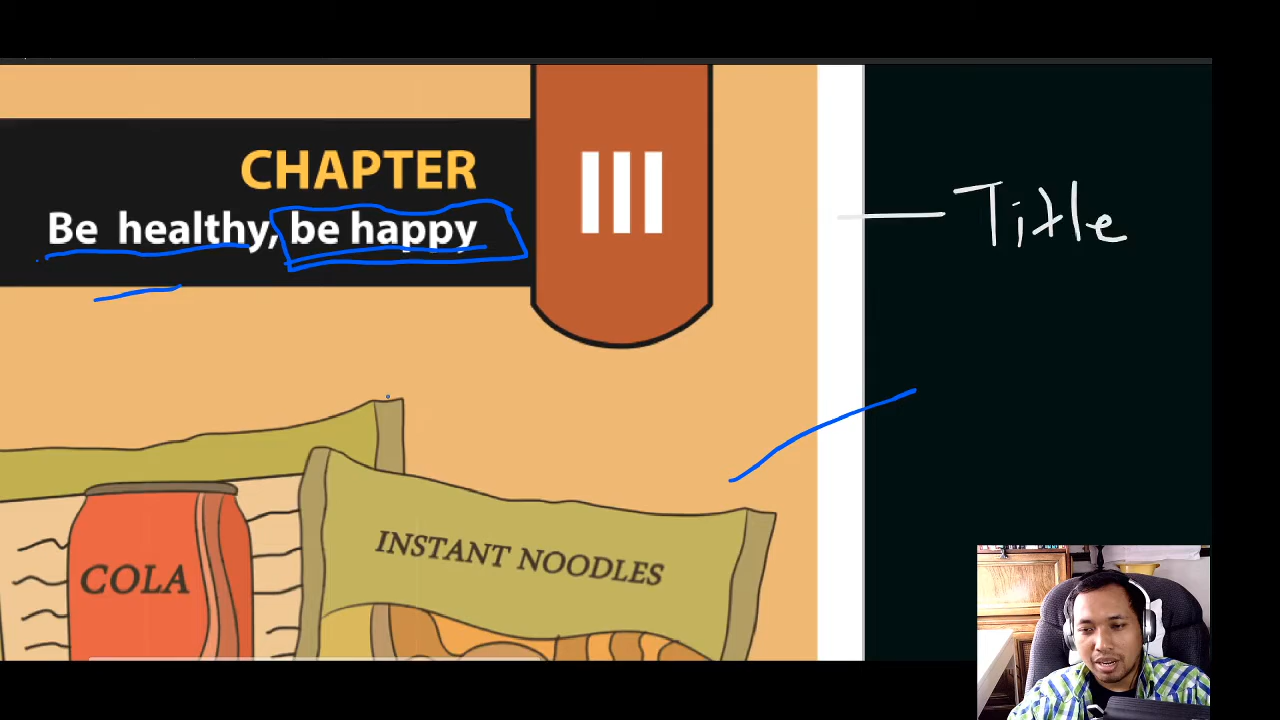 CHAPTER
III
Be healthy, be happy
Title
INSTANT NOODLES
COLA